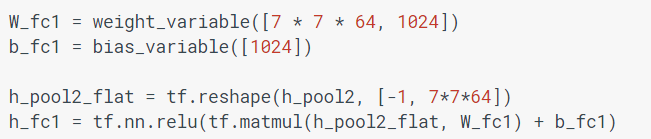 W_fc1 = weight_variable([7 * 7 * 64, 1024])
b_fc1 = bias_variable([1024])
h_pool2_flat = tf.reshape(h_pool2, [-1, 7*7*64])
h_fc1 = tf.nn.relu(tf.matmul(h_pool2_flat, W_fc1) + b_fc1)